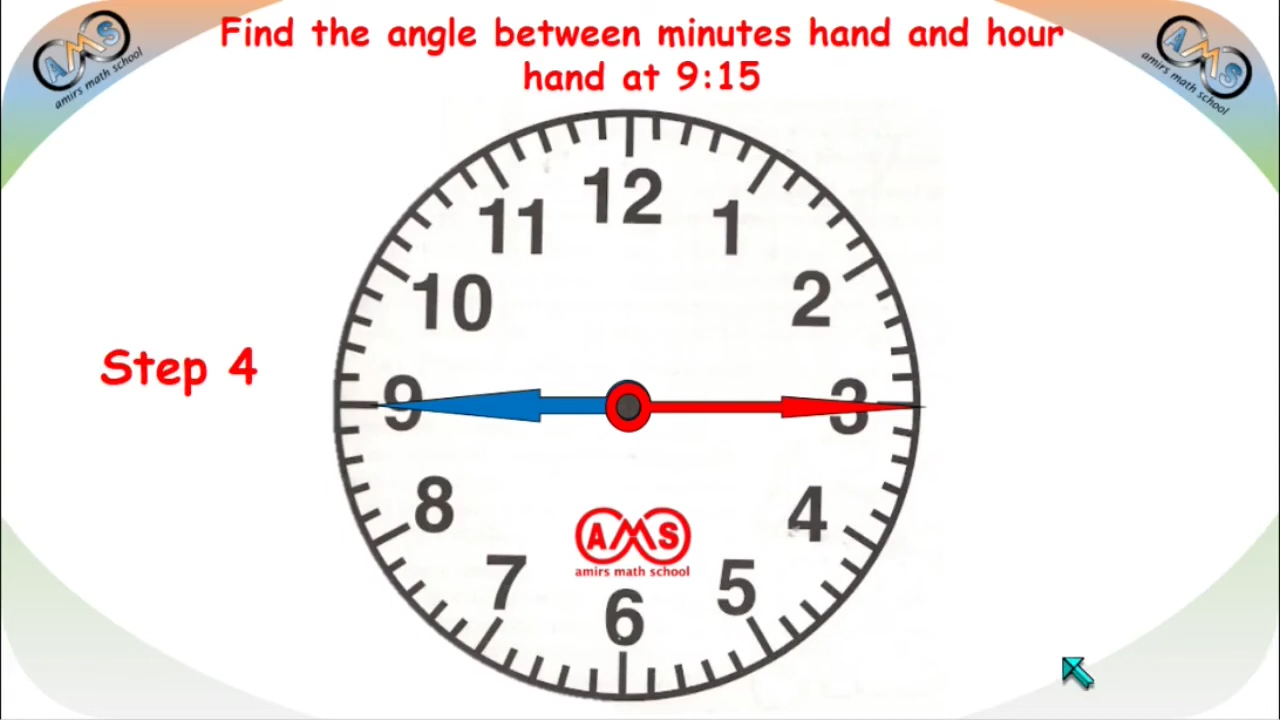 AMS
amirs math school
Find the angle between minutes hand and hour
hand at 9:15
AMS
amirs math school
12
11
1
10
2
Step 4
9
3
8
4
AMS
amirs math school
7
5
6